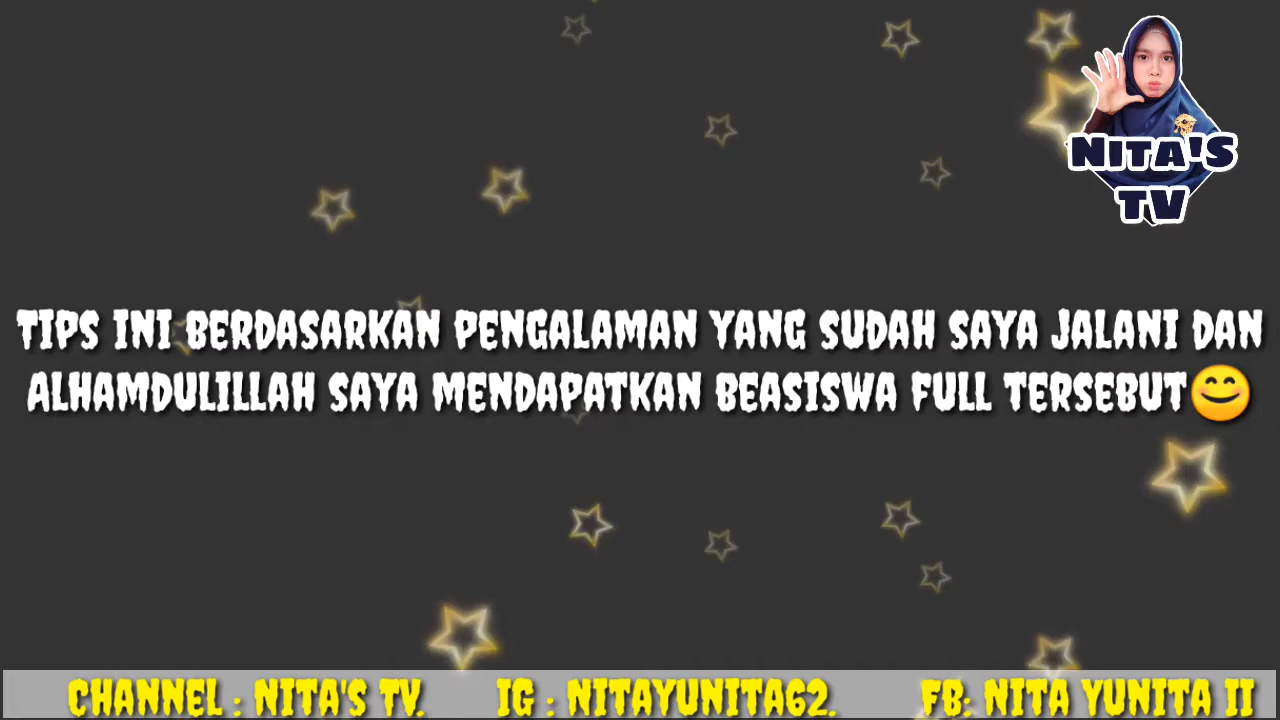 NITA'S
TV
TIPS INI BERDASARKAN PENGALAMAN YANG SUDAH SAYA JALANI DAN
ALHAMDULILLAH SAYA MENDAPATKAN BEASISWA FULL TERSEBUT😊
CHANNEL : NITA'S TV. IG : NITAYUNITA62. FB: NITA YUNITA II